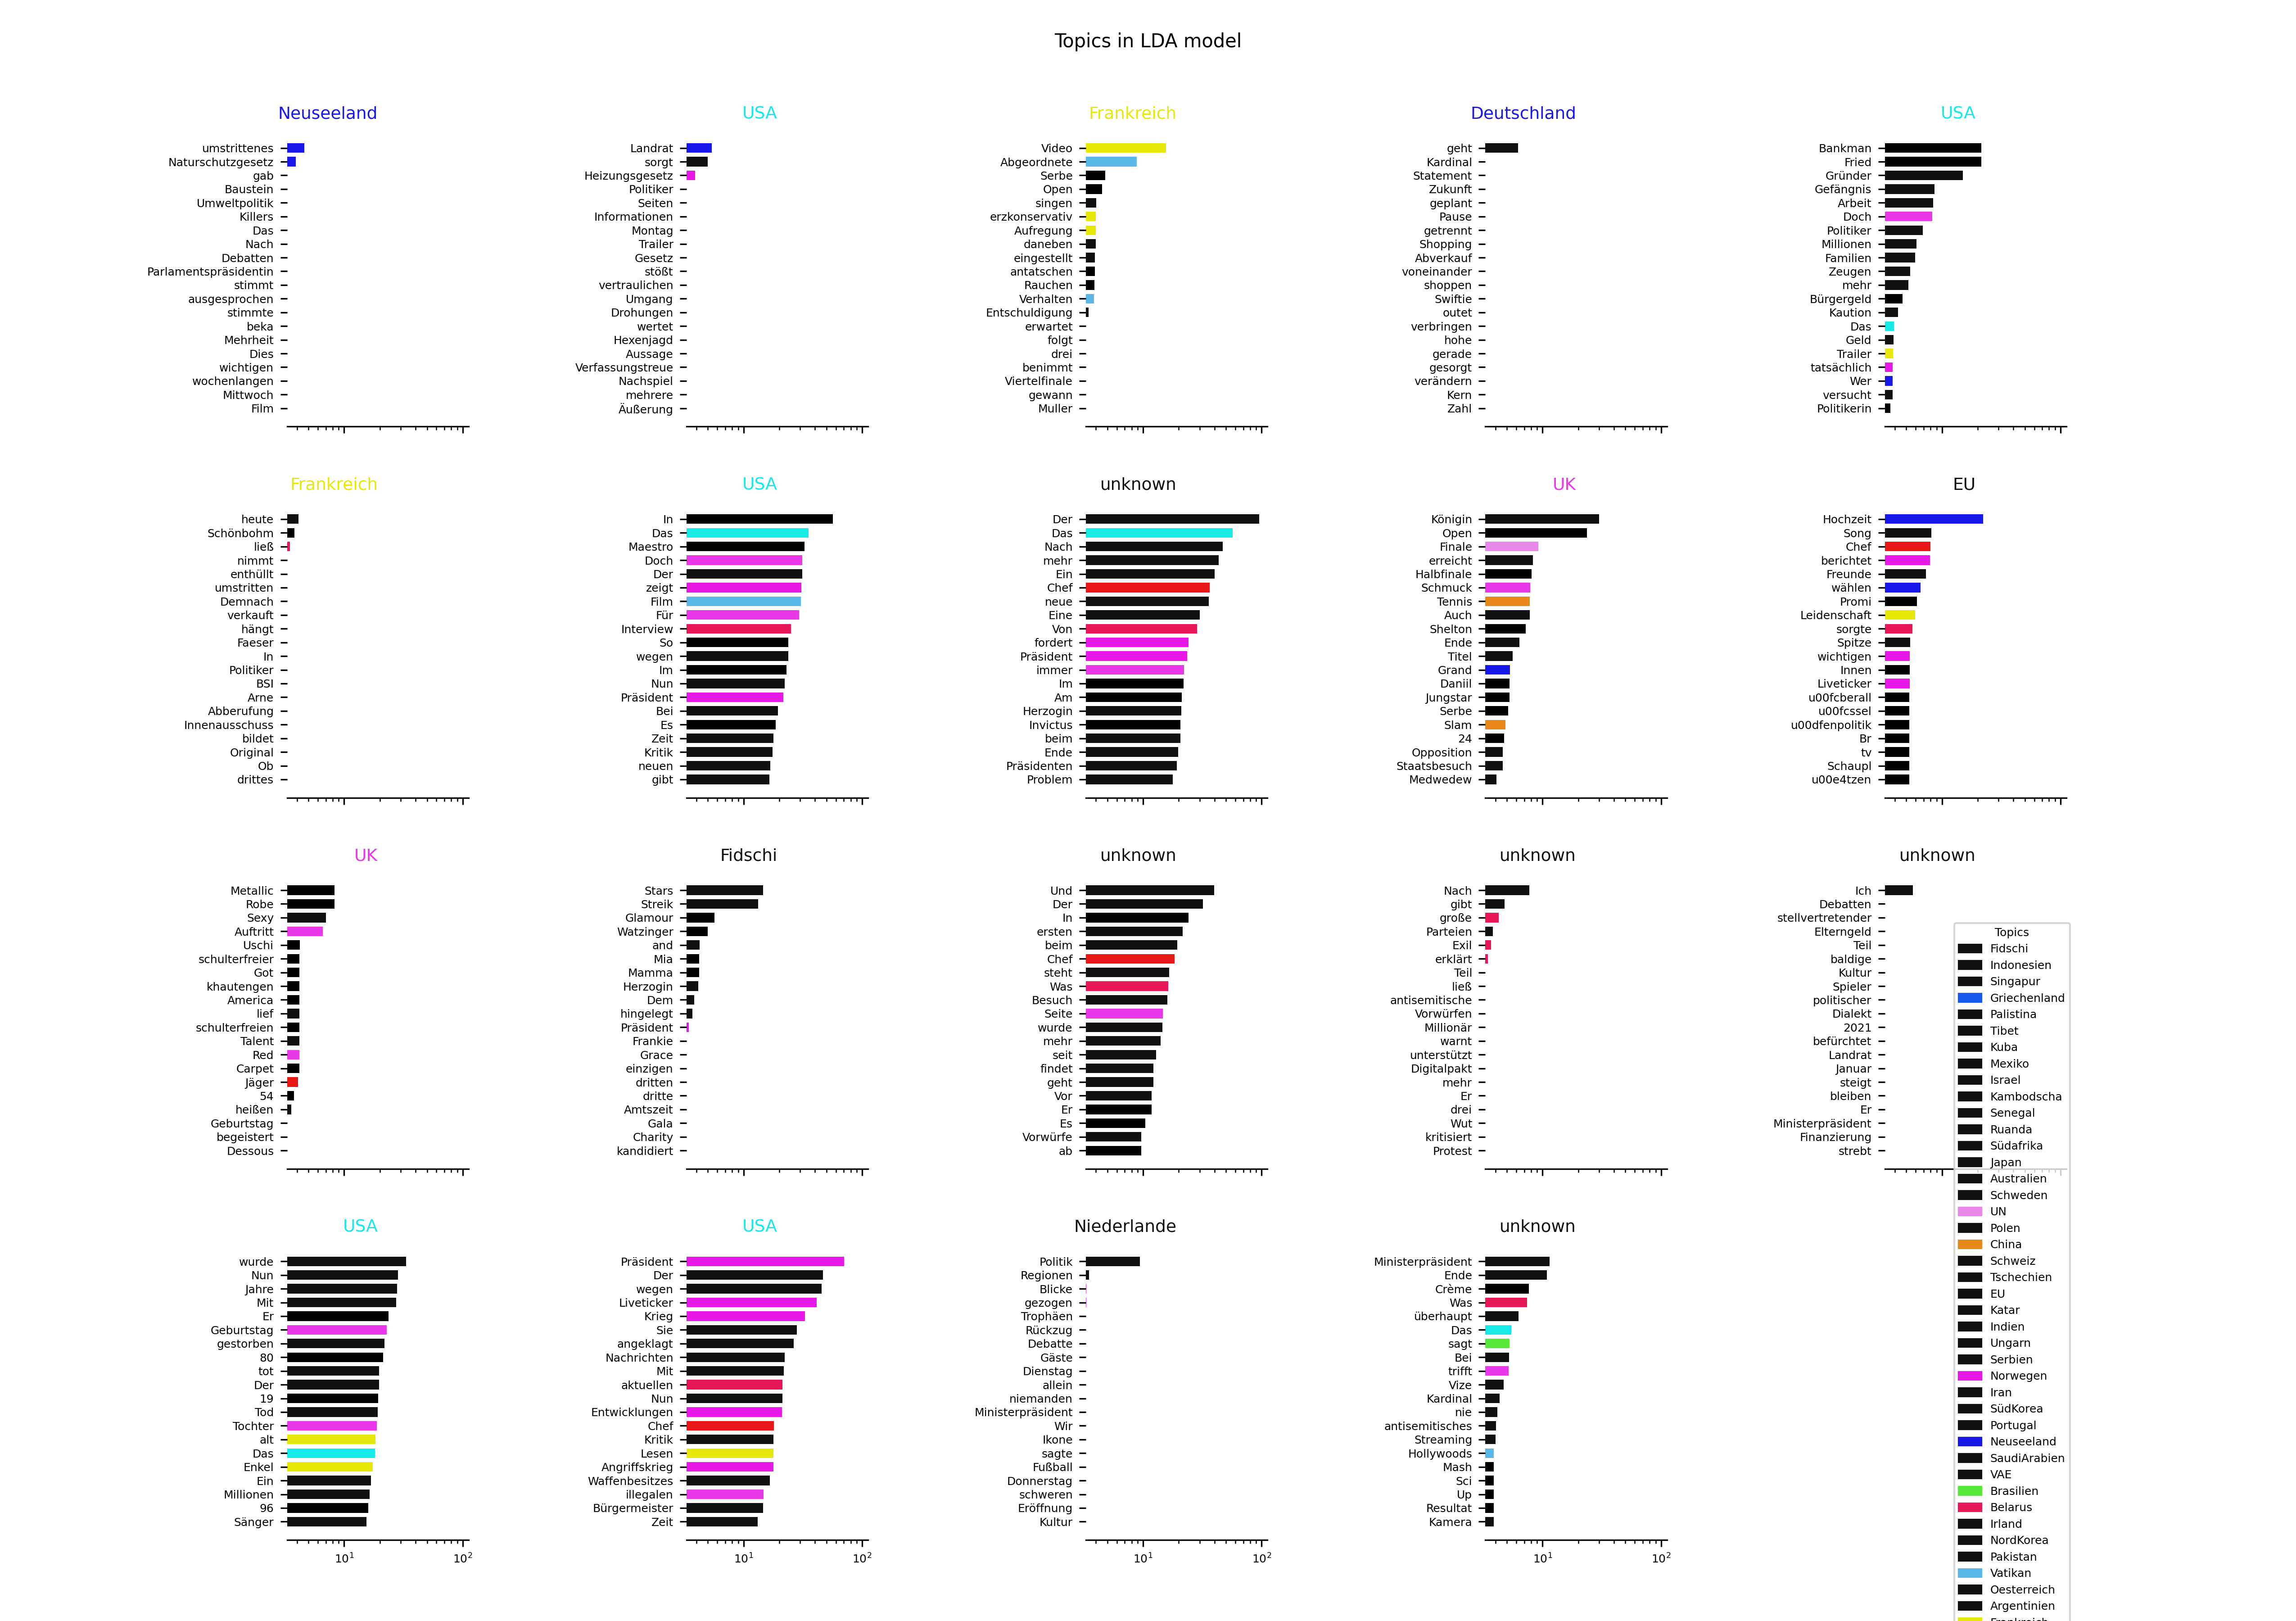 Topics in LDA model
Neuseeland
umstrittenes
Naturschutzgesetz
gab
Baustein
Umweltpolitik
Killers
Das
Nach
Debatten
Parlamentspräsidentin
stimmt
ausgesprochen
stimmte
beka
Mehrheit
Dies
wichtigen
wochenlangen
Mittwoch
Film
USA
Landrat
sorgt
Heizungsgesetz
Politiker
Seiten
Informationen
Montag
Trailer
Gesetz
stößt
vertraulichen
Umgang
Drohungen
wertet
Hexenjagd
Aussage
Verfassungstreue
Nachspiel
mehrere
Äußerung
Frankreich
Video
Abgeordnete
Serbe
Open
singen
erzkonservativ
Aufregung
daneben
eingestellt
antatschen
Rauchen
Verhalten
Entschuldigung
erwartet
folgt
drei
benimmt
Viertelfinale
gewann
Muller
Deutschland
geht
Kardinal
Statement
Zukunft
geplant
Pause
getrennt
Shopping
Abverkauf
voneinander
shoppen
Swiftie
outet
verbringen
hohe
gerade
gesorgt
verändern
Kern
Zahl
USA
Bankman
Fried
Gründer
Gefängnis
Arbeit
Doch
Politiker
Millionen
Familien
Zeugen
mehr
Bürgergeld
Kaution
Das
Geld
Trailer
tatsächlich
Wer
versucht
Politikerin
Frankreich
heute
Schönbohm
ließ
nimmt
enthüllt
umstritten
Demnach
verkauft
hängt
Faeser
In
Politiker
BSI
Arne
Abberufung
Innenausschuss
bildet
Original
Ob
drittes
USA
In
Das
Maestro
Doch
Der
zeigt
Film
Für
Interview
So
wegen
Im
Nun
Präsident
Bei
Es
Zeit
Kritik
neuen
gibt
unknown
Der
Das
Nach
mehr
Ein
Chef
neue
Eine
Von
fordert
Präsident
immer
Im
Am
Herzogin
Invictus
beim
Ende
Präsidenten
Problem
UK
Königin
Open
Finale
erreicht
Halbfinale
Schmuck
Tennis
Auch
Shelton
Ende
Titel
Grand
Daniil
Jungstar
Serbe
Slam
24
Opposition
Staatsbesuch
Medwedew
EU
Hochzeit
Song
Chef
berichtet
Freunde
wählen
Promi
Leidenschaft
sorgte
Spitze
wichtigen
Innen
Liveticker
u00fcberall
u00fcssel
u00dfenpolitik
Br
tv
Schaupl
u00e4tzen
UK
Metallic
Robe
Sexy
Auftritt
Uschi
schulterfreier
Got
khautengen
America
lief
schulterfreien
Talent
Red
Carpet
Jäger
54
heißen
Geburtstag
begeistert
Dessous
Fidschi
Stars
Streik
Glamour
Watzinger
and
Mia
Mamma
Herzogin
Dem
hingelegt
Präsident
Frankie
Grace
einzigen
dritten
dritte
Amtszeit
Gala
Charity
kandidiert
unknown
Und
Der
In
ersten
beim
Chef
steht
Was
Besuch
Seite
wurde
mehr
seit
findet
geht
Vor
Er
Es
Vorwürfe
ab
unknown
Nach
gibt
große
Parteien
Exil
erklärt
Teil
ließ
antisemitische
Vorwürfen
Millionär
warnt
unterstützt
Digitalpakt
mehr
Er
drei
Wut
kritisiert
Protest
unknown
Ich
Debatten
stellvertretender
Elterngeld
Teil
baldige
Kultur
Spieler
politischer
Dialekt
2021
befürchtet
Landrat
Januar
steigt
bleiben
Er
Ministerpräsident
Finanzierung
strebt
USA
wurde
Nun
Jahre
Mit
Er
Geburtstag
gestorben
80
tot
Der
19
Tod
Tochter
alt
Das
Enkel
Ein
Millionen
96
Sänger
10¹ 10²
USA
Präsident
Der
wegen
Liveticker
Krieg
Sie
angeklagt
Nachrichten
Mit
aktuellen
Nun
Entwicklungen
Chef
Kritik
Lesen
Angriffskrieg
Waffenbesitzes
illegalen
Bürgermeister
Zeit
10¹ 10²
Niederlande
Politik
Regionen
Blicke
gezogen
Trophäen
Rückzug
Debatte
Gäste
Dienstag
allein
niemanden
Ministerpräsident
Wir
Ikone
sagte
Fußball
Donnerstag
schweren
Eröffnung
Kultur
10¹ 10²
unknown
Ministerpräsident
Ende
Crème
Was
überhaupt
Das
sagt
Bei
trifft
Vize
Kardinal
nie
antisemitisches
Streaming
Hollywoods
Mash
Sci
Up
Resultat
Kamera
10¹ 10²
Topics
Fidschi
Indonesien
Singapur
Griechenland
Palistina
Tibet
Kuba
Mexiko
Israel
Kambodscha
Senegal
Ruanda
Südafrika
Japan
Australien
Schweden
UN
Polen
China
Schweiz
Tschechien
EU
Katar
Indien
Ungarn
Serbien
Norwegen
Iran
SüdKorea
Portugal
Neuseeland
SaudiArabien
VAE
Brasilien
Belarus
Irland
NordKorea
Pakistan
Vatikan
Oesterreich
Argentinien
Frankreich